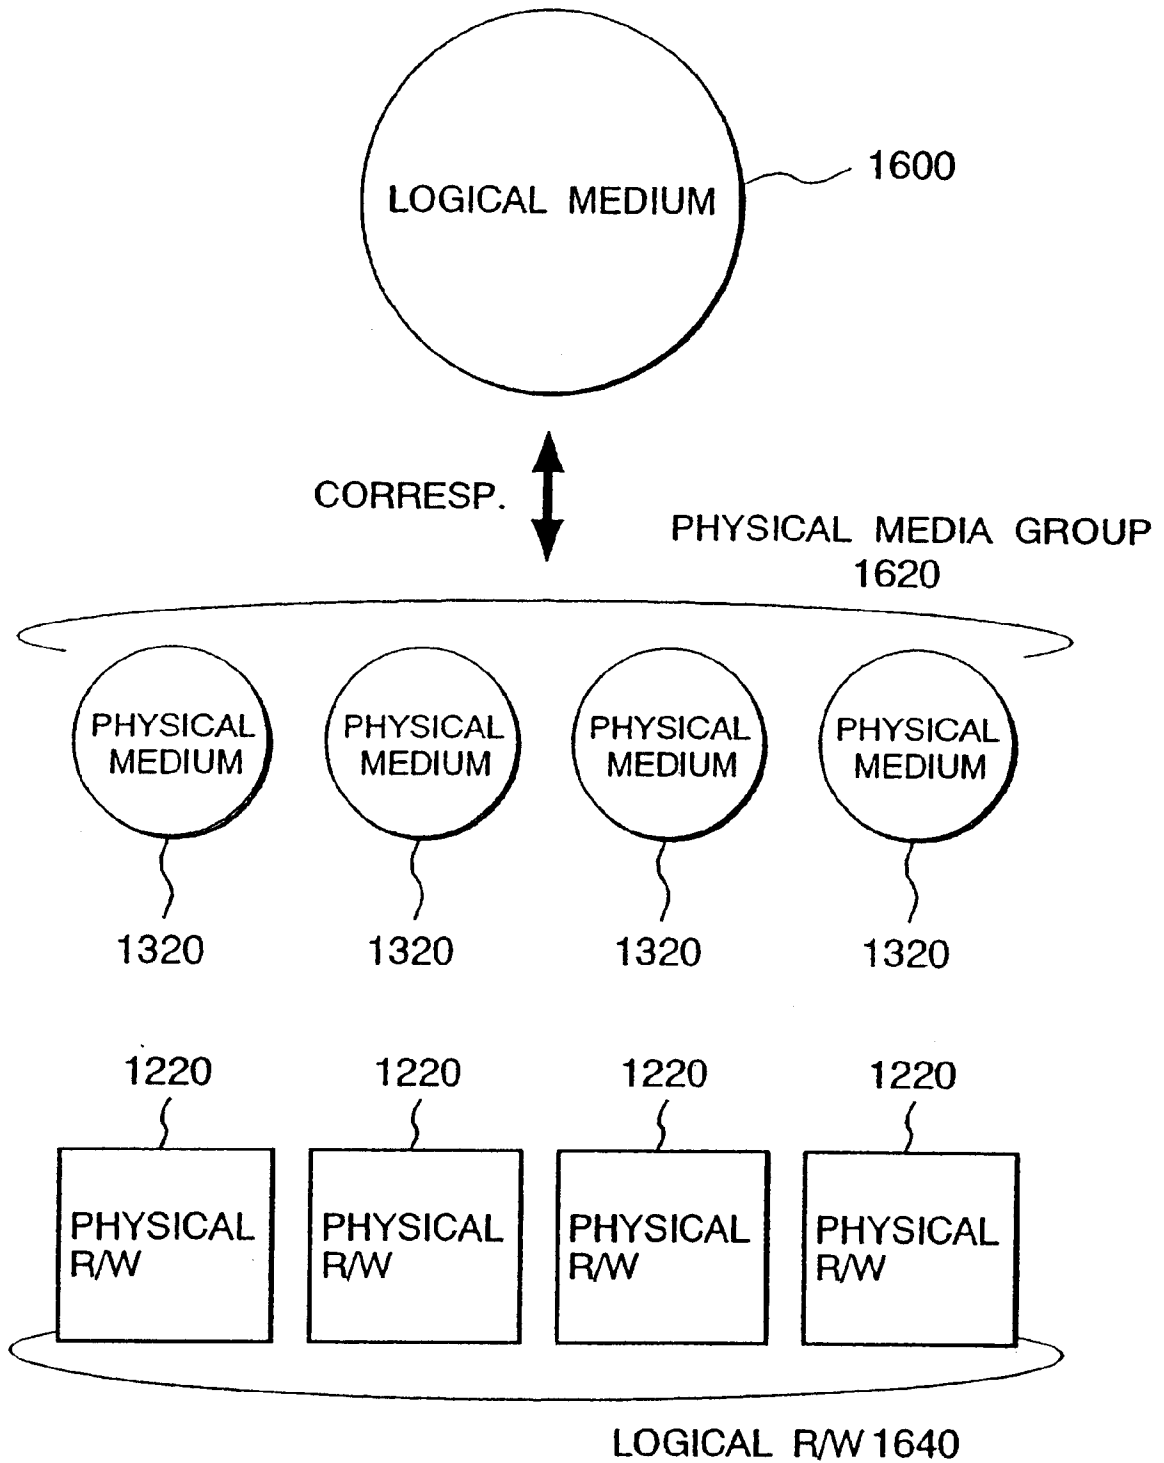 LOGICAL MEDIUM
1600
CORRESP.
PHYSICAL MEDIA GROUP
1620
PHYSICAL
MEDIUM
PHYSICAL
MEDIUM
PHYSICAL
MEDIUM
PHYSICAL
MEDIUM
1320
1320
1320
1320
1220
1220
1220
1220
PHYSICAL
R/W
PHYSICAL
R/W
PHYSICAL
R/W
PHYSICAL
R/W
LOGICAL R/W 1640